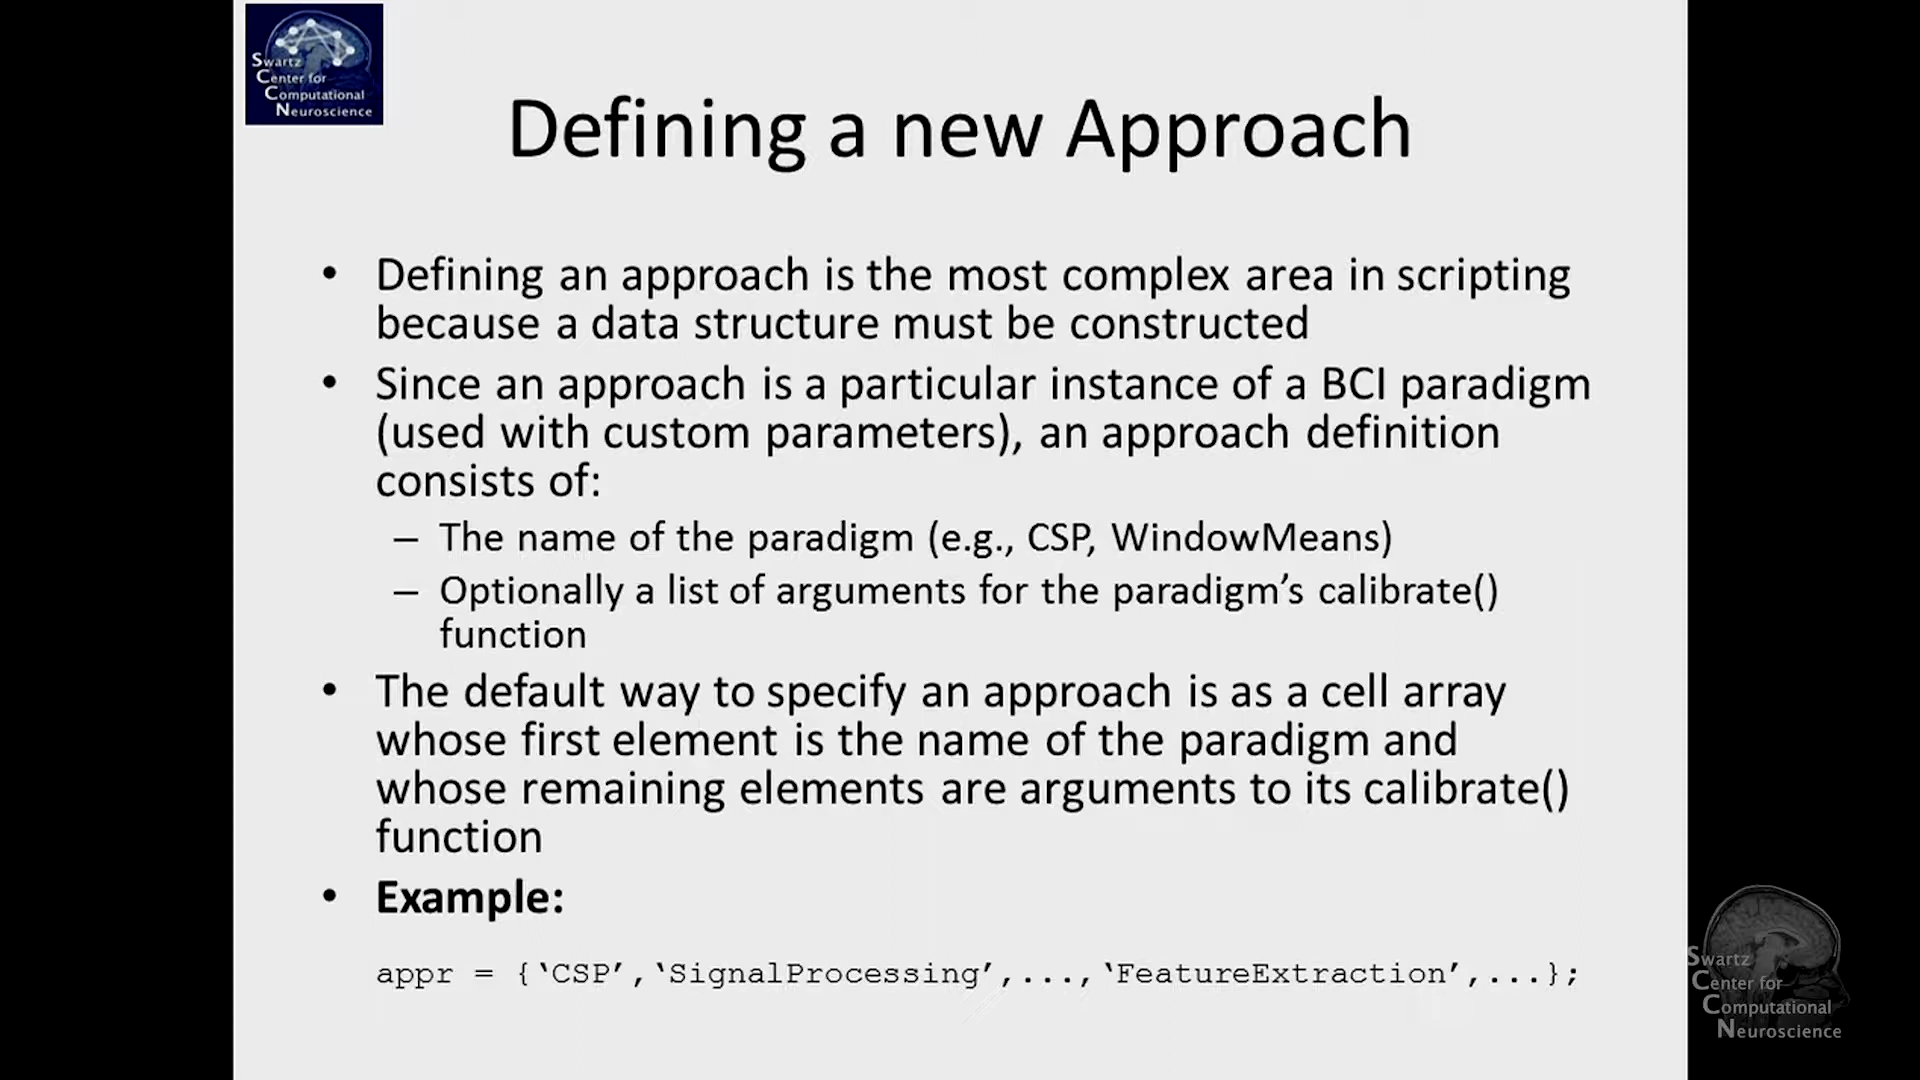 Swartz
Center for
Computational
Neuroscience
Defining a new Approach
• Defining an approach is the most complex area in scripting
because a data structure must be constructed
• Since an approach is a particular instance of a BCI paradigm
(used with custom parameters), an approach definition
consists of:
– The name of the paradigm (e.g., CSP, WindowMeans)
– Optionally a list of arguments for the paradigm’s calibrate()
function
• The default way to specify an approach is as a cell array
whose first element is the name of the paradigm and
whose remaining elements are arguments to its calibrate()
function
• Example:
appr = {‘CSP’,‘SignalProcessing’,...,‘FeatureExtraction’,...};
Swartz
Center for
Computational
Neuroscience